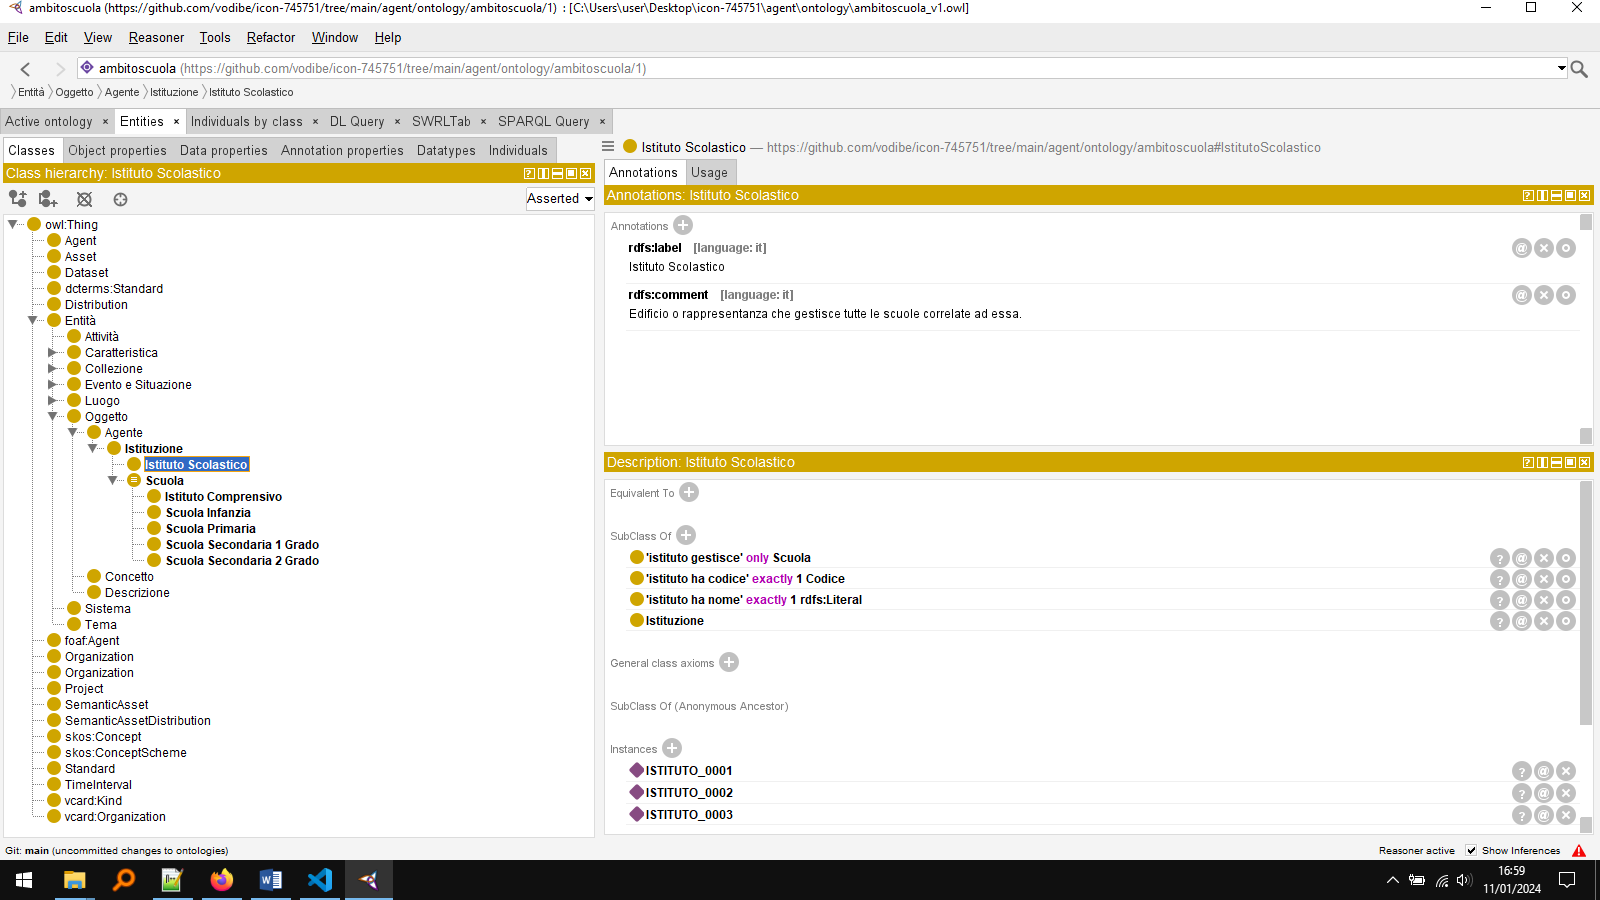 ambitoscuola (https://github.com/vodibe/icon-745751/tree/main/agent/ontology/ambitoscuola/1) : [C:\Users\user\Desktop\icon-745751\agent\ontology\ambitoscuola_v1.owl]
File Edit View Reasoner Tools Refactor Window Help
ambitoscuola (https://github.com/vodibe/icon-745751/tree/main/agent/ontology/ambitoscuola/1)
Entità Oggetto Agente Istituzione Istituto Scolastico
Active ontology × Entities × Individuals by class × DL Query × SWRLTab × SPARQL Query ×
Classes Object properties Data properties Annotation properties Datatypes Individuals
Class hierarchy: Istituto Scolastico
Asserted
owl:Thing
Agent
Asset
Dataset
dcterms:Standard
Distribution
Entità
Attività
Caratteristica
Collezione
Evento e Situazione
Luogo
Oggetto
Agente
Istituzione
Istituto Scolastico
Scuola
Istituto Comprensivo
Scuola Infanzia
Scuola Primaria
Scuola Secondaria 1 Grado
Scuola Secondaria 2 Grado
Concetto
Descrizione
Sistema
Tema
foaf:Agent
Organization
Organization
Project
SemanticAsset
SemanticAssetDistribution
skos:Concept
skos:ConceptScheme
Standard
TimeInterval
vcard:Kind
vcard:Organization
Istituto Scolastico — https://github.com/vodibe/icon-745751/tree/main/agent/ontology/ambitoscuola#IstitutoScolastico
Annotations Usage
Annotations: Istituto Scolastico
Annotations
rdfs:label [language: it]
Istituto Scolastico
rdfs:comment [language: it]
Edificio o rappresentanza che gestisce tutte le scuole correlate ad essa.
Description: Istituto Scolastico
Equivalent To
SubClass Of
'istituto gestisce' only Scuola
'istituto ha codice' exactly 1 Codice
'istituto ha nome' exactly 1 rdfs:Literal
Istituzione
General class axioms
SubClass Of (Anonymous Ancestor)
Instances
ISTITUTO_0001
ISTITUTO_0002
ISTITUTO_0003
Git: main (uncommitted changes to ontologies)
Reasoner active Show Inferences
16:59
11/01/2024